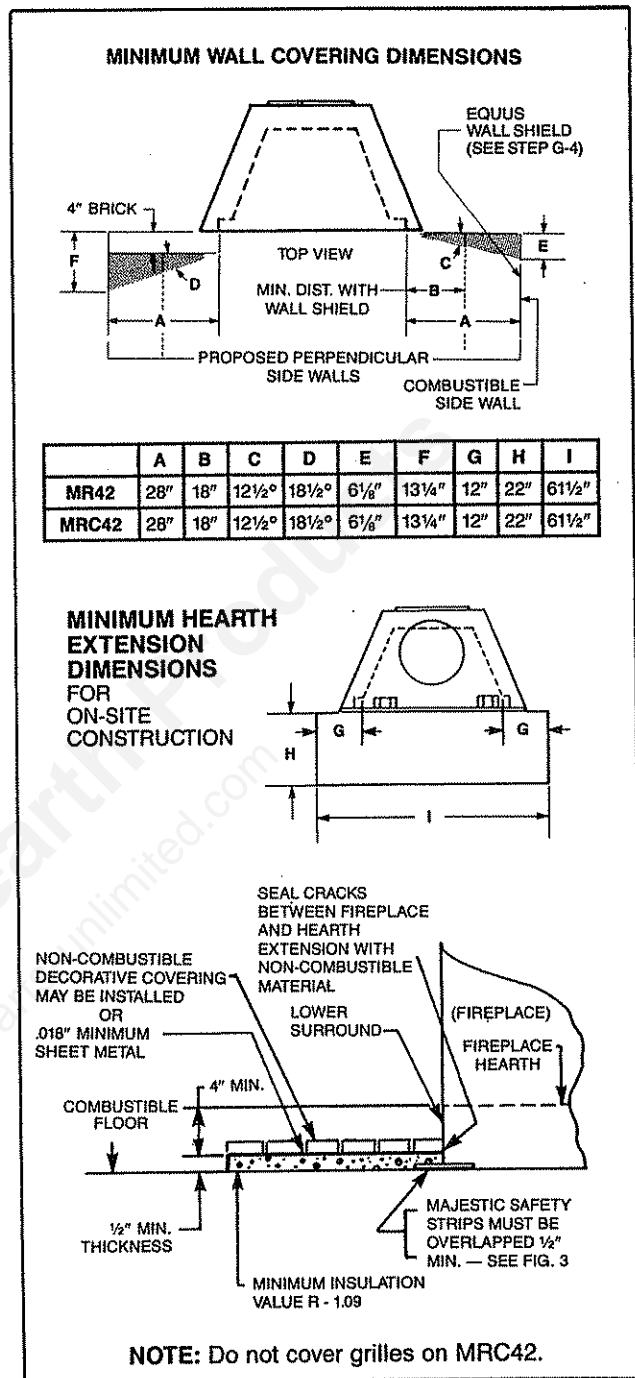 MINIMUM WALL COVERING DIMENSIONS
EQUUS
WALL SHIELD
(SEE STEP G-4)
4" BRICK
F
D
TOP VIEW
C
E
MIN. DIST. WITH
WALL SHIELD
B
A
A
PROPOSED PERPENDICULAR
SIDE WALLS
COMBUSTIBLE
SIDE WALL
A B C D E F G H I
MR42 28" 18" 12½° 18½° 6⅛" 13¼" 12" 22" 61½"
MRC42 28" 18" 12½° 18½° 6⅛" 13¼" 12" 22" 61½"
MINIMUM HEARTH
EXTENSION
DIMENSIONS
FOR
ON-SITE
CONSTRUCTION
G
G
H
I
SEAL CRACKS
BETWEEN FIREPLACE
AND HEARTH
EXTENSION WITH
NON-COMBUSTIBLE
MATERIAL
NON-COMBUSTIBLE
DECORATIVE COVERING
MAY BE INSTALLED
OR
.018" MINIMUM
SHEET METAL
LOWER
SURROUND
(FIREPLACE)
FIREPLACE
HEARTH
4" MIN.
COMBUSTIBLE
FLOOR
½" MIN.
THICKNESS
MAJESTIC SAFETY
STRIPS MUST BE
OVERLAPPED ½"
MIN. — SEE FIG. 3
MINIMUM INSULATION
VALUE R - 1.09
NOTE: Do not cover grilles on MRC42.
earth Products
unlimited.com